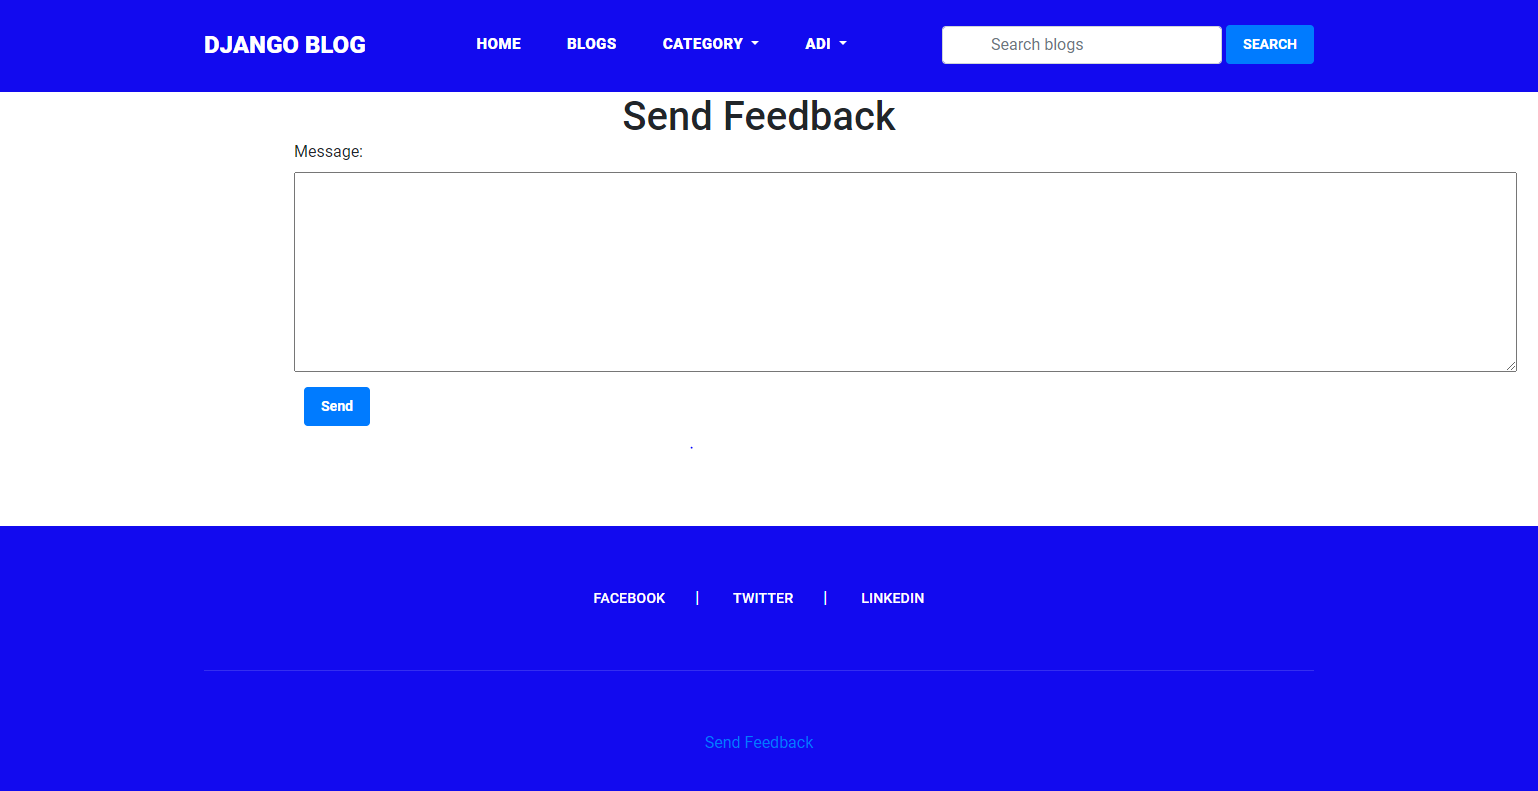 DJANGO BLOG HOME BLOGS CATEGORY ADI Search blogs SEARCH
Send Feedback
Message:
Send
.
FACEBOOK | TWITTER | LINKEDIN
Send Feedback